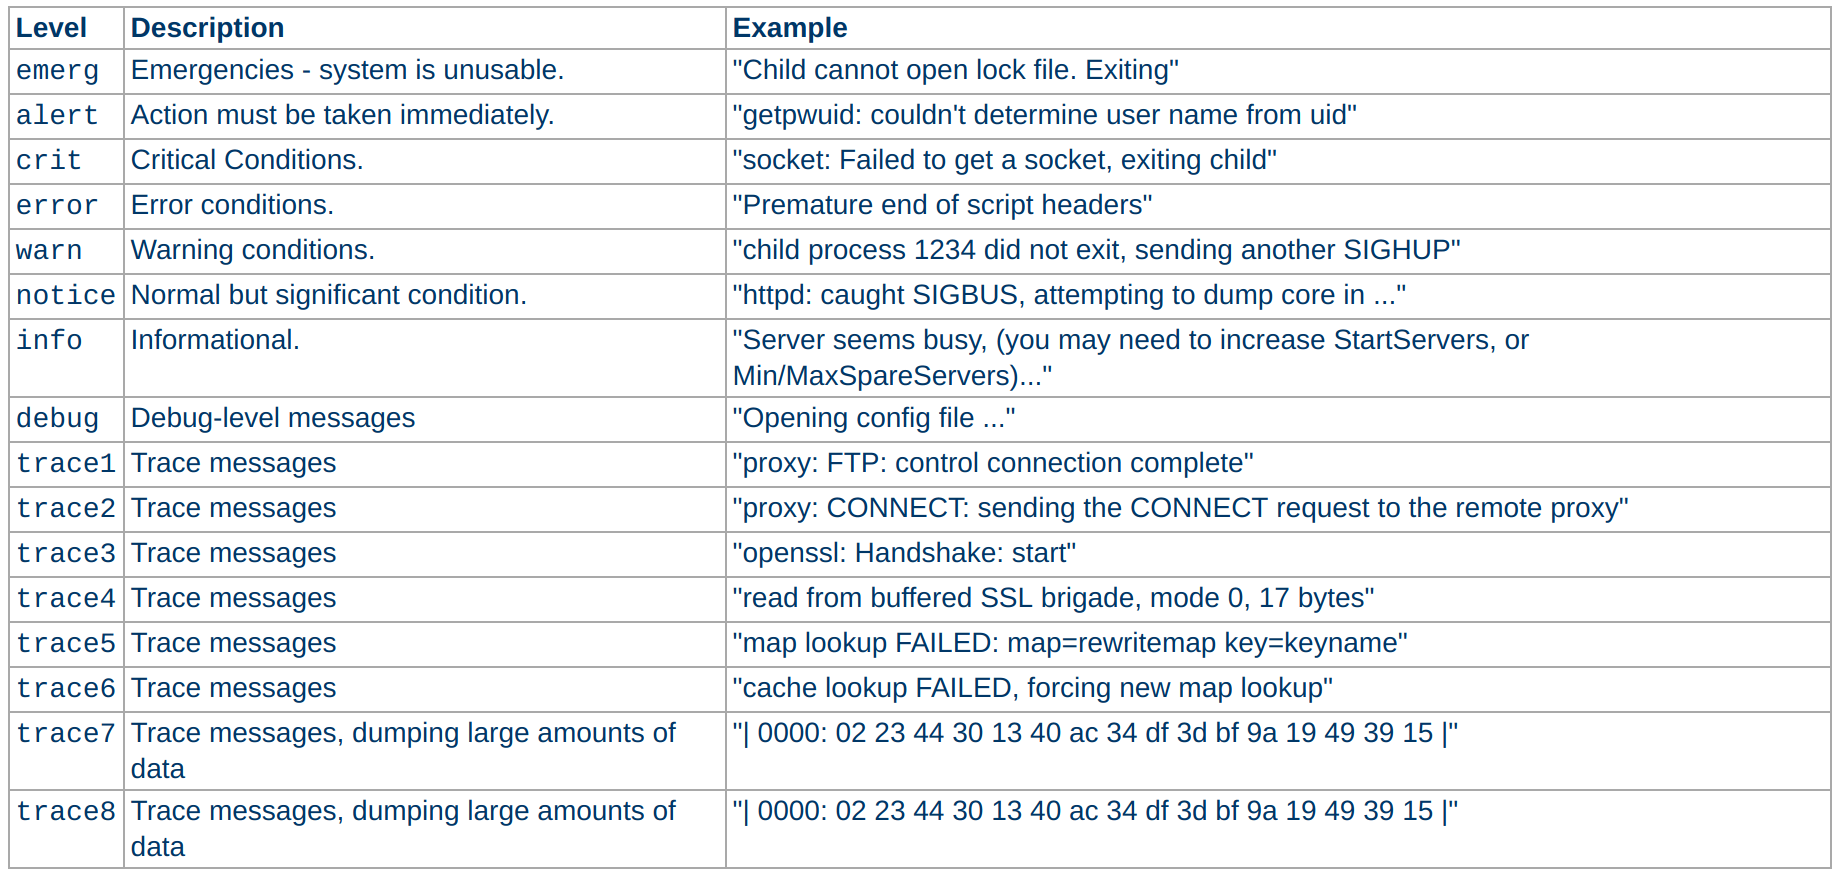 Level Description Example
emerg Emergencies - system is unusable. "Child cannot open lock file. Exiting"
alert Action must be taken immediately. "getpwuid: couldn't determine user name from uid"
crit Critical Conditions. "socket: Failed to get a socket, exiting child"
error Error conditions. "Premature end of script headers"
warn Warning conditions. "child process 1234 did not exit, sending another SIGHUP"
notice Normal but significant condition. "httpd: caught SIGBUS, attempting to dump core in ..."
info Informational. "Server seems busy, (you may need to increase StartServers, or
Min/MaxSpareServers)..."
debug Debug-level messages "Opening config file ..."
trace1 Trace messages "proxy: FTP: control connection complete"
trace2 Trace messages "proxy: CONNECT: sending the CONNECT request to the remote proxy"
trace3 Trace messages "openssl: Handshake: start"
trace4 Trace messages "read from buffered SSL brigade, mode 0, 17 bytes"
trace5 Trace messages "map lookup FAILED: map=rewritemap key=keyname"
trace6 Trace messages "cache lookup FAILED, forcing new map lookup"
trace7 Trace messages, dumping large amounts of "| 0000: 02 23 44 30 13 40 ac 34 df 3d bf 9a 19 49 39 15 |"
data
trace8 Trace messages, dumping large amounts of "| 0000: 02 23 44 30 13 40 ac 34 df 3d bf 9a 19 49 39 15 |"
data